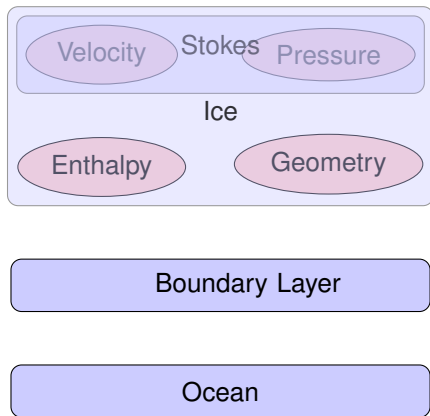 Velocity Stokes Pressure
Ice
Enthalpy Geometry
Boundary Layer
Ocean